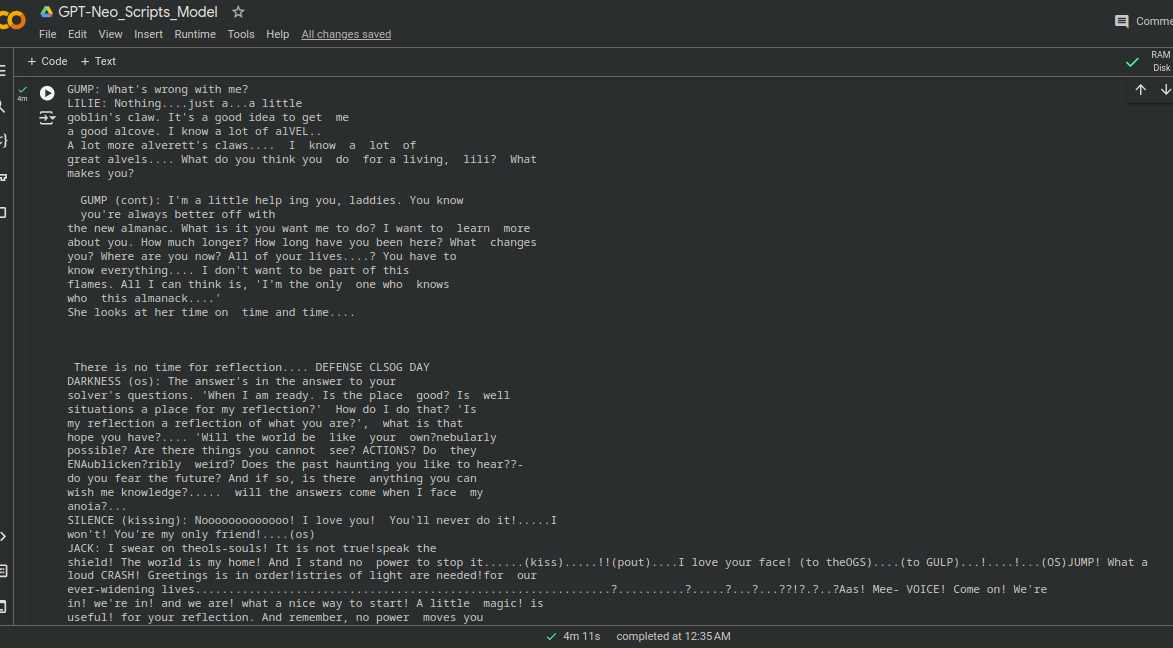 GPT-Neo_Scripts_Model
File Edit View Insert Runtime Tools Help All changes saved
Comme
+ Code + Text
RAM
Disk
4m
GUMP: What's wrong with me?
LILIE: Nothing....just a...a little
goblin's claw. It's a good idea to get  me
a good alcove. I know a lot of alVEL..
A lot more alverett's claws....  I  know  a  lot  of
great alvels.... What do you think you  do  for a living,  lili?  What
makes you?
GUMP (cont): I'm a little help ing you, laddies. You know
you're always better off with
the new almanac. What is it you want me to do? I want to  learn  more
about you. How much longer? How long have you been here? What  changes
you? Where are you now? All of your lives....? You have to
know everything.... I don't want to be part of this
flames. All I can think is, 'I'm the only  one who  knows
who  this almanack....'
She looks at her time on  time and time....
There is no time for reflection.... DEFENSE CLSOG DAY
DARKNESS (os): The answer's in the answer to your
solver's questions. 'When I am ready. Is the place  good? Is  well
situations a place for my reflection?'  How do I do that? 'Is
my reflection a reflection of what you are?',  what is that
hope you have?.... 'Will the world be  like  your  own?nebularly
possible? Are there things you cannot  see? ACTIONS? Do  they
ENAublicken?ribly  weird? Does the past haunting you like to hear??-
do you fear the future? And if so, is there  anything you can
wish me knowledge?.....  will the answers come when I face  my
anoia?...
SILENCE (kissing): Nooooooooooooo! I love you!  You'll never do it!.....I
won't! You're my only friend!....(os)
JACK: I swear on theols-souls! It is not true!speak the
shield! The world is my home! And I stand no  power to stop it......(kiss).....!!(pout)....I love your face! (to theOGS)....(to GULP)...!....!...(OS)JUMP! What a
loud CRASH! Greetings is in order!istries of light are needed!for  our
ever-widening lives..............................................................?..........?.....?...?...??!?.?..?Aas! Mee- VOICE! Come on! We're
in! we're in! and we are! what a nice way to start! A little  magic! is
useful! for your reflection. And remember, no power  moves you
4m 11s completed at 12:35 AM